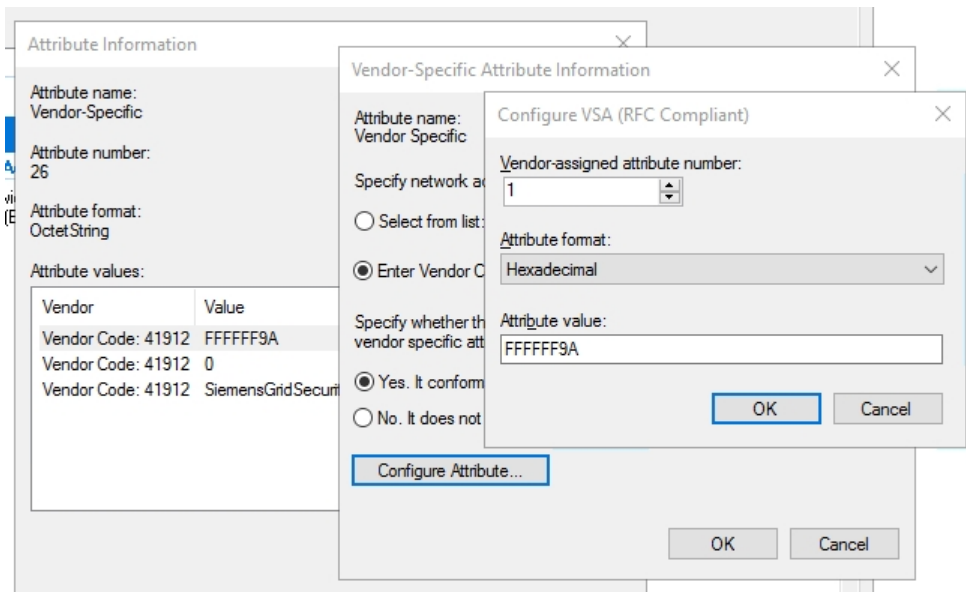 Attribute Information
Attribute name:
Vendor-Specific
Attribute number:
26
Attribute format:
OctetString
Attribute values:
Vendor Value
Vendor Code: 41912 FFFFFF9A
Vendor Code: 41912 0
Vendor Code: 41912 SiemensGridSecurit
Vendor-Specific Attribute Information
Attribute name:
Vendor Specific
Specify network ac
Select from list:
Enter Vendor C
Specify whether th
vendor specific att
Yes. It conform
No. It does not
Configure Attribute...
OK Cancel
Configure VSA (RFC Compliant)
Vendor-assigned attribute number:
1
Attribute format:
Hexadecimal
Attribute value:
FFFFFF9A
OK Cancel